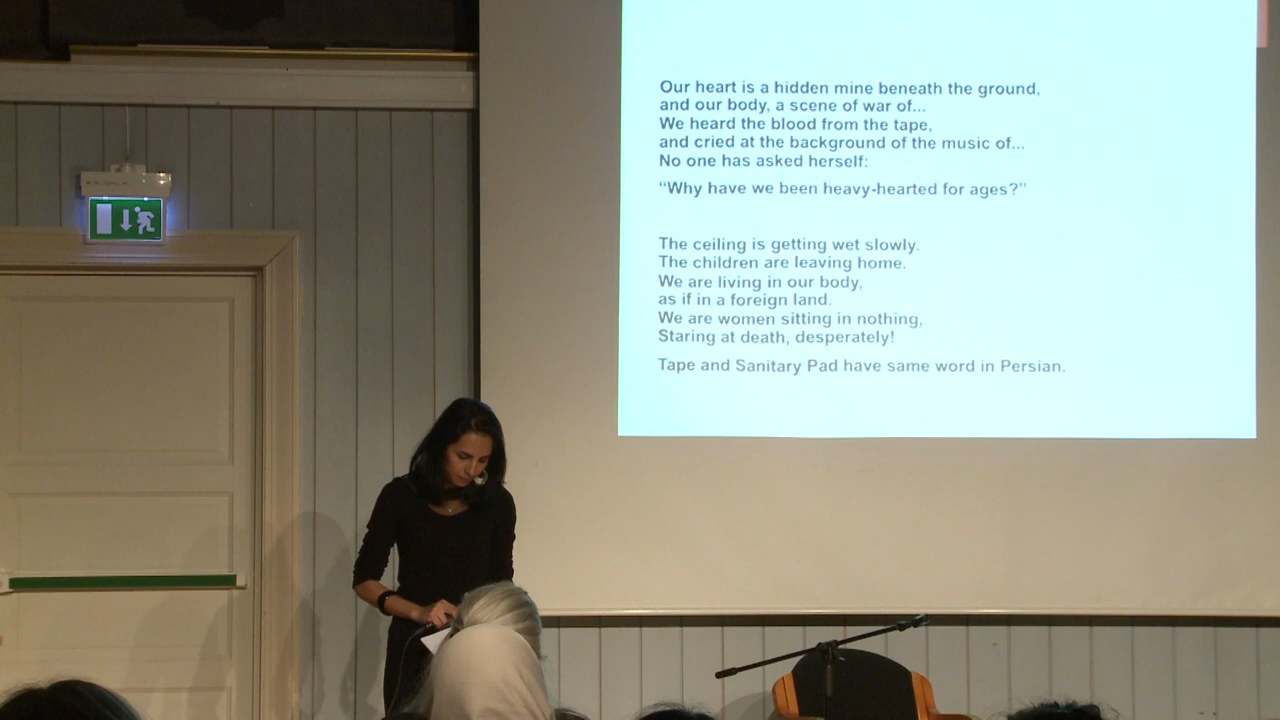 Our heart is a hidden mine beneath the ground,
and our body, a scene of war of...
We heard the blood from the tape,
and cried at the background of the music of...
No one has asked herself:
“Why have we been heavy-hearted for ages?”
The ceiling is getting wet slowly.
The children are leaving home.
We are living in our body,
as if in a foreign land.
We are women sitting in nothing,
Staring at death, desperately!
Tape and Sanitary Pad have same word in Persian.